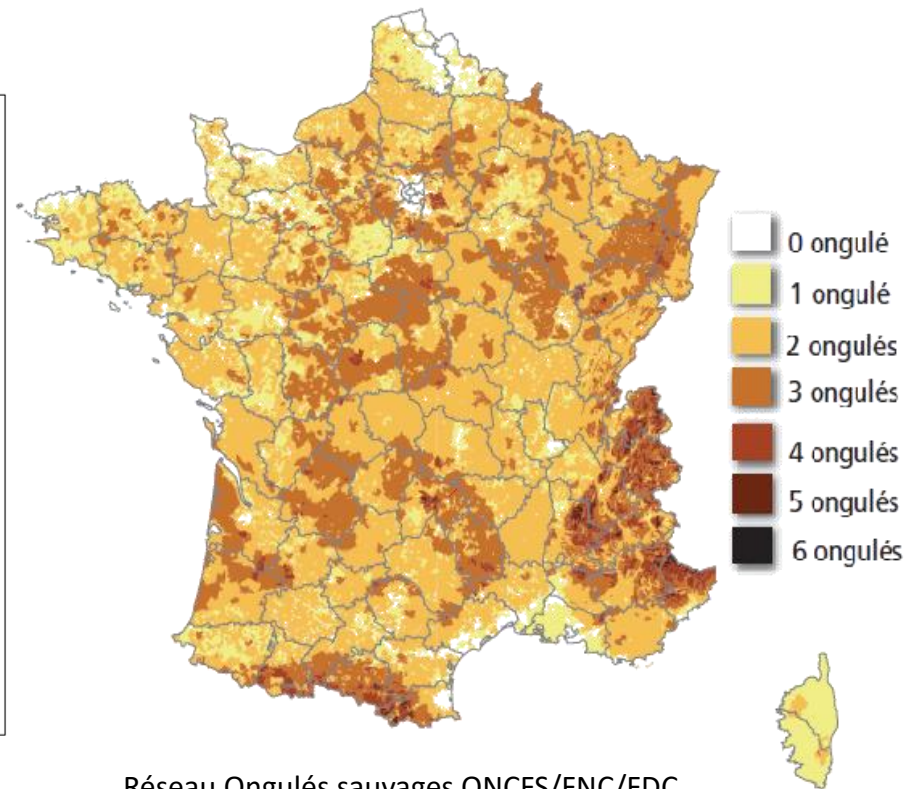 0 ongulé
1 ongulé
2 ongulés
3 ongulés
4 ongulés
5 ongulés
6 ongulés
Réseau Ongulés sauvages ONCFS/FNC/FDC